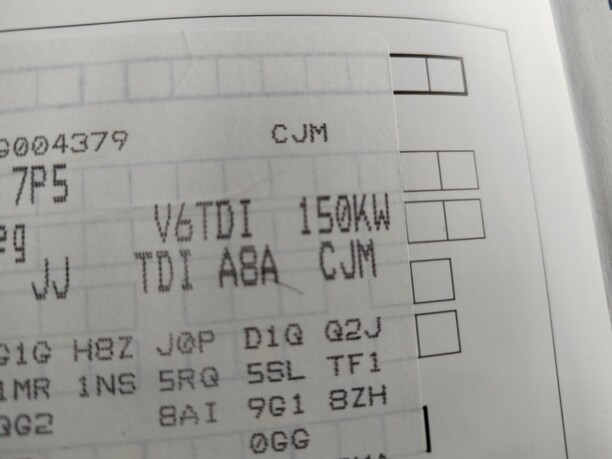 G004379 CJM
7P5
eg V6TDI 150KW
JJ TDI A8A CJM
G1G H8Z J0P D1Q Q2J
1MR 1NS 5RQ 5SL TF1
QG2 8AI 9G1 8ZH
0GG